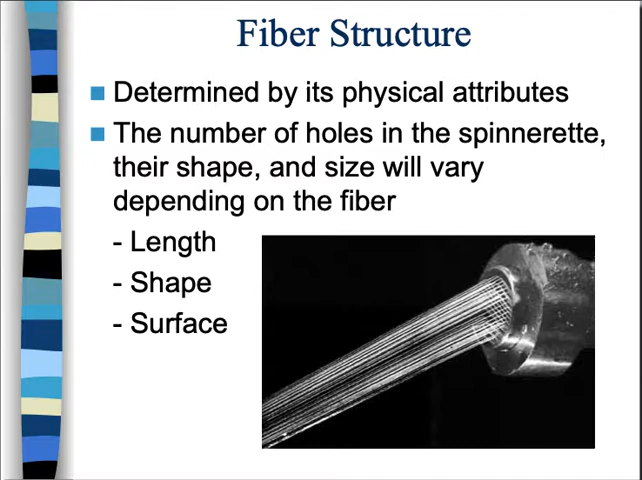 Fiber Structure
Determined by its physical attributes
The number of holes in the spinnerette,
their shape, and size will vary
depending on the fiber
- Length
- Shape
- Surface